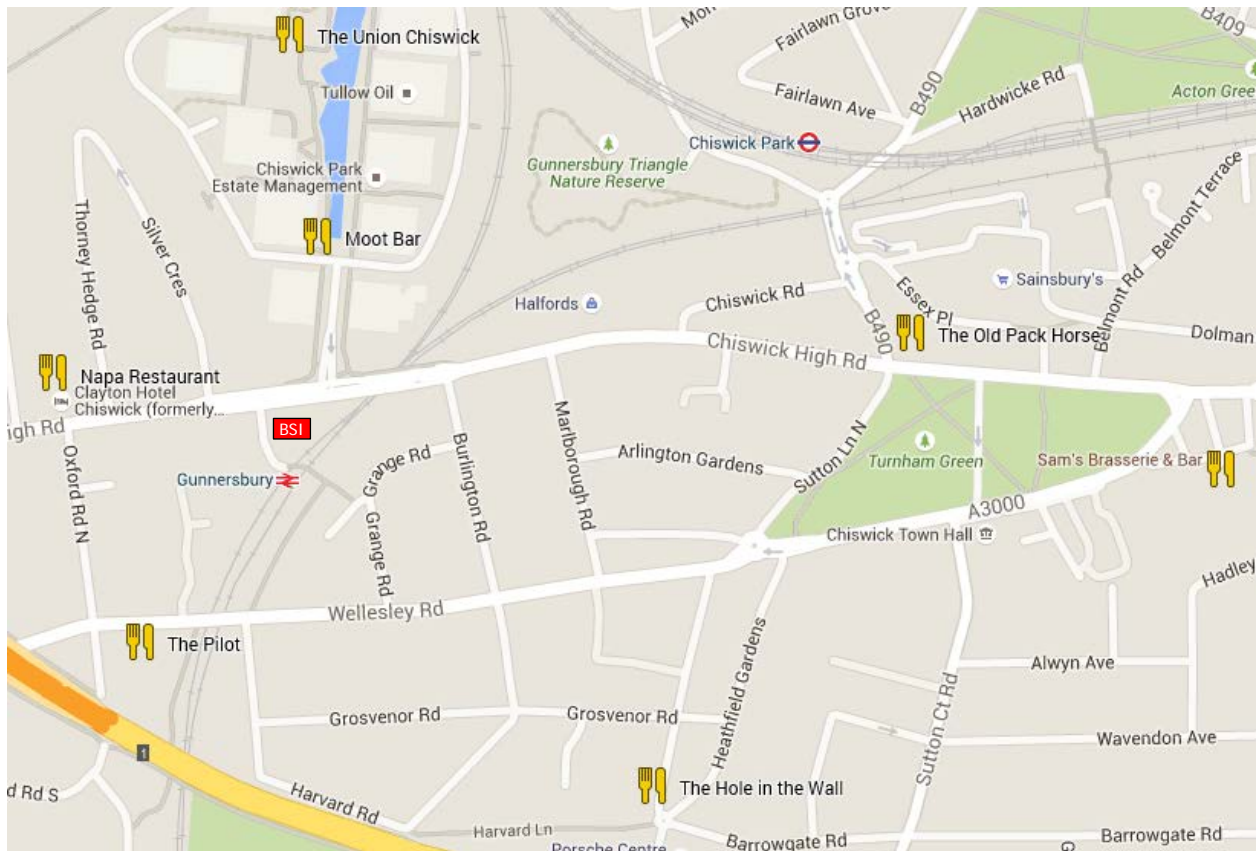 Mon
Fairlawn Grove
B409
The Union Chiswick
Fairlawn Ave
B490
Hardwicke Rd
Acton Gree
Tullow Oil
Chiswick Park
Gunnersbury Triangle
Nature Reserve
Chiswick Park
Estate Management
Thorney Hedge Rd
Silver Cres
Moot Bar
Belmont Terrace
Sainsbury's
Halfords
Chiswick Rd
Essex Pl
Belmont Rd
B490
The Old Pack Horse
Dolman
Chiswick High Rd
Napa Restaurant
Clayton Hotel
Chiswick (formerly...
igh Rd
BSI
Oxford Rd N
Gunnersbury
Grange Rd
Burlington Rd
Marlborough Rd
Arlington Gardens
Sutton Ln N
Turnham Green
Sam's Brasserie & Bar
A3000
Chiswick Town Hall
Grange Rd
Hadley
Wellesley Rd
The Pilot
Heathfield Gardens
Alwyn Ave
Sutton Ct Rd
Grosvenor Rd
Grosvenor Rd
Wavendon Ave
1
d Rd S
Harvard Rd
The Hole in the Wall
Harvard Ln
Barrowgate Rd
Barrowgate Rd
Porsche Centre
G